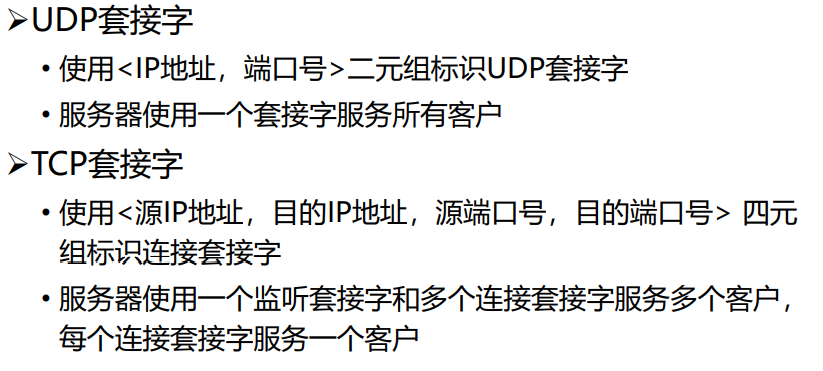 ➢UDP套接字
• 使用<IP地址，端口号>二元组标识UDP套接字
• 服务器使用一个套接字服务所有客户
➢TCP套接字
• 使用<源IP地址，目的IP地址，源端口号，目的端口号> 四元
组标识连接套接字
• 服务器使用一个监听套接字和多个连接套接字服务多个客户，
每个连接套接字服务一个客户